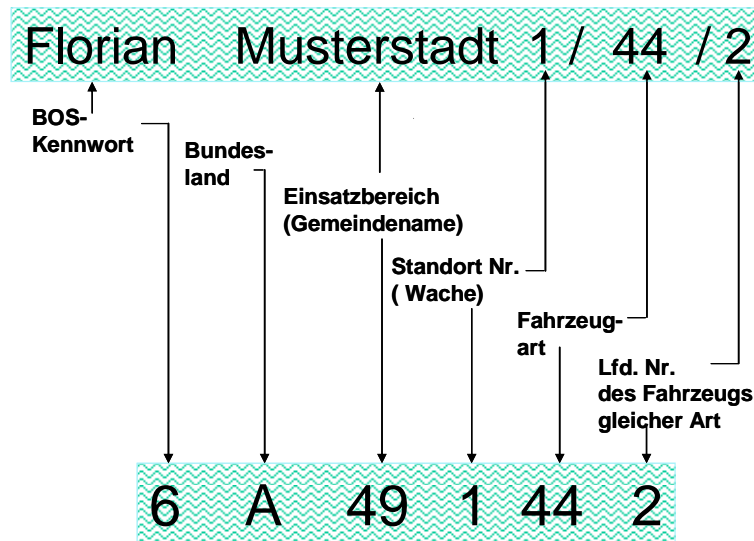 Florian Musterstadt 1 / 44 / 2
BOS-
Kennwort
Bundes-
land
Einsatzbereich
(Gemeindename)
Standort Nr.
( Wache)
Fahrzeug-
art
Lfd. Nr.
des Fahrzeugs
gleicher Art
6 A 49 1 44 2